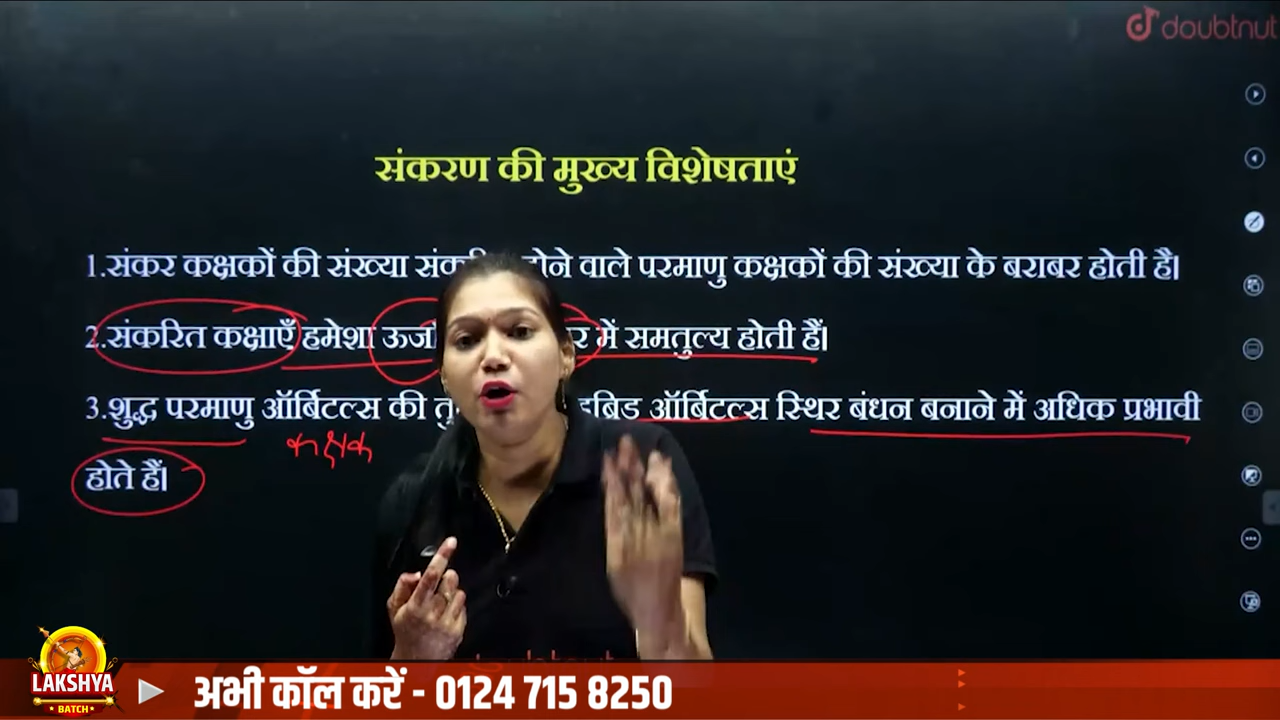 doubtnut
संकरण की मुख्य विशेषताएं
1.संकर कक्षकों की संख्या होने वाले परमाणु कक्षकों की संख्या के बराबर होती है।
2.संकरित कक्षाएँ हमेशा में समतुल्य होती हैं।
3.शुद्ध परमाणु ऑर्बिटल्स की ऑर्बिटल्स स्थिर बंधन बनाने में अधिक प्रभावी
कक्षक
होते हैं।
LAKSHYA
BATCH
अभी कॉल करें - 0124 715 8250